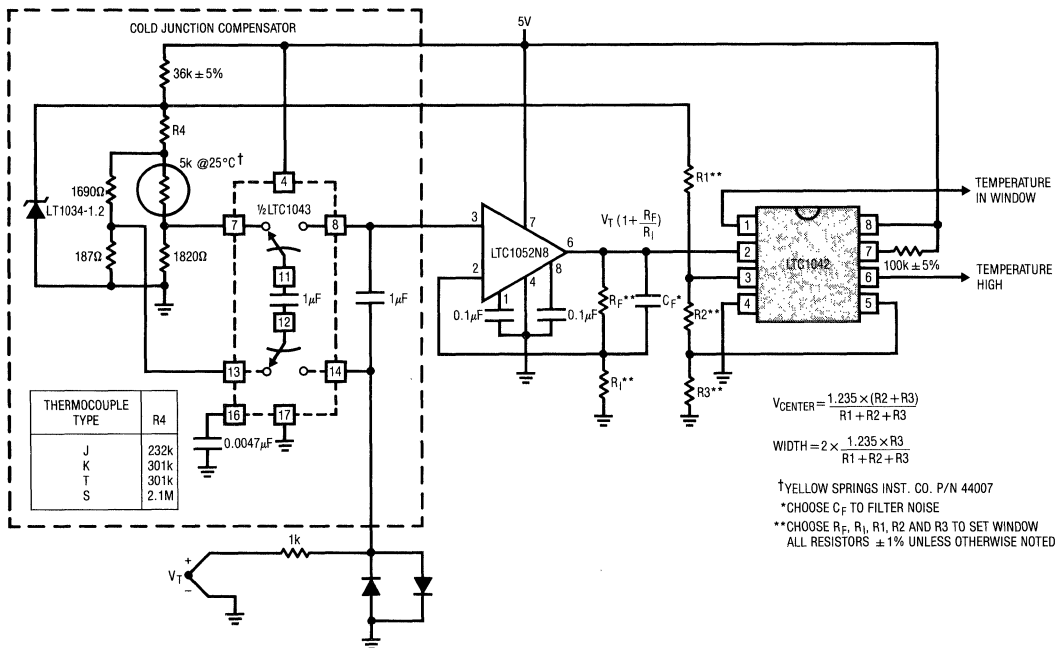 COLD JUNCTION COMPENSATOR
5V
36k ± 5%
R4
5k @25°C†
1690Ω
LT1034-1.2
187Ω
1820Ω
4
½LTC1043
7
8
11
1μF
12
1μF
13
14
16
17
0.0047μF
THERMOCOUPLE TYPE R4
J 232k
K 301k
T 301k
S 2.1M
1k
+
VT
−
3
2
LTC1052N8
7
6
8
1
4
0.1μF
0.1μF
VT (1+RF/RI)
RF**
CF*
RI**
R1**
R2**
R3**
1
2
3
4
LTC1042
8
7
6
5
100k ±5%
TEMPERATURE
IN WINDOW
TEMPERATURE
HIGH
VCENTER = 1.235 × (R2 + R3) / R1 + R2 + R3
WIDTH = 2 × 1.235 × R3 / R1 + R2 + R3
†YELLOW SPRINGS INST. CO. P/N 44007
*CHOOSE CF TO FILTER NOISE
**CHOOSE RF, RI, R1, R2 AND R3 TO SET WINDOW
ALL RESISTORS ±1% UNLESS OTHERWISE NOTED